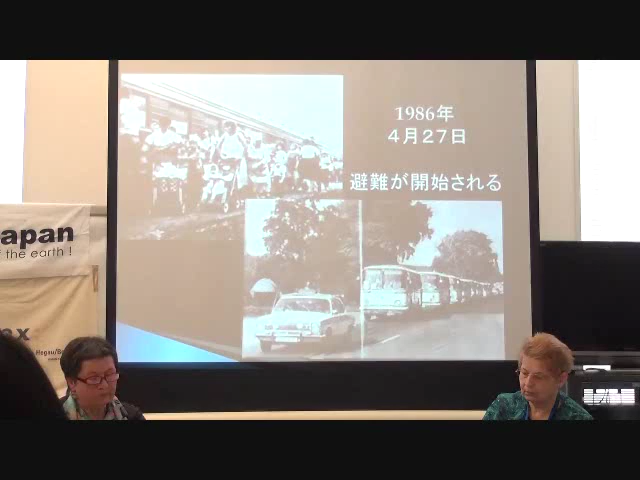 1986年
４月２７日
避難が開始される
apan
of the earth !